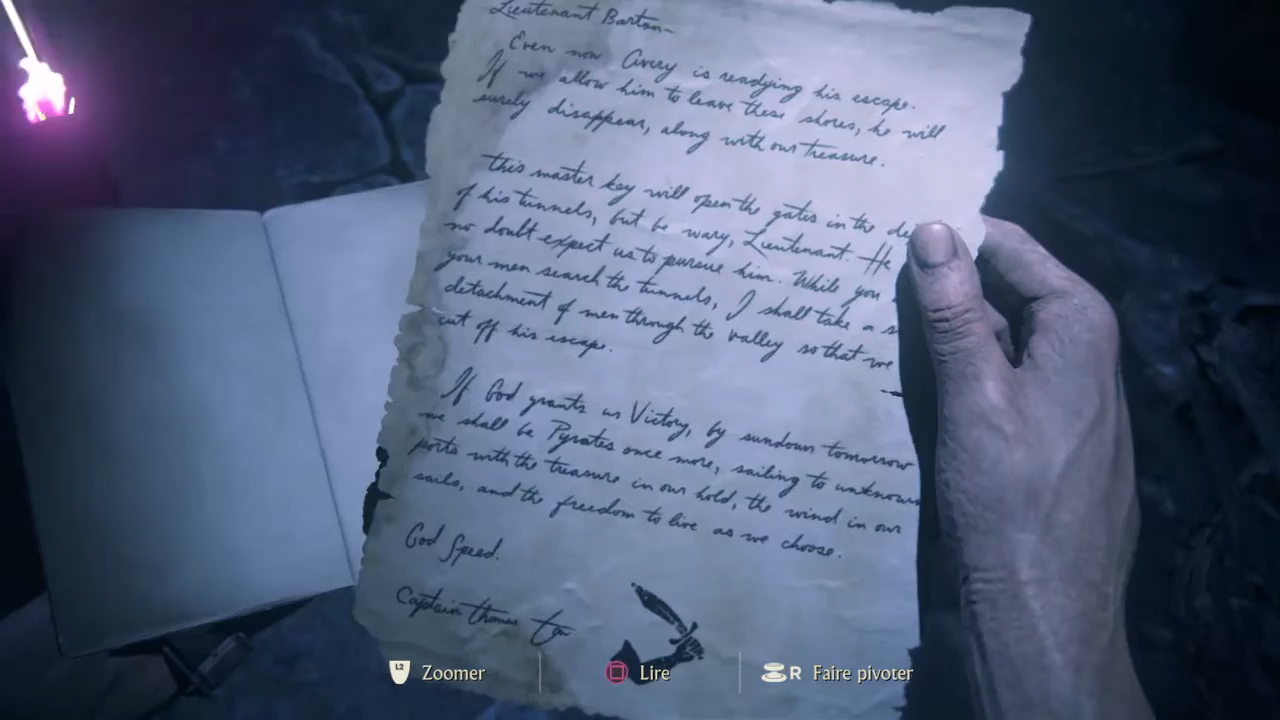 Lieutenant Barton-
Even now Avery is readying his escape.
If we allow him to leave these shores, he will
surely disappear, along with our treasure.
this master key will open the gates in the
of his tunnels, but be wary, Lieutenant. He
no doubt expect us to pursue him. While you
your men search the tunnels, I shall take a
detachment of men through the valley so that we
cut off his escape.
If God grants us Victory, by sundown tomorrow
we shall be Pyrates once more, sailing to unknown
ports with the treasure in our hold, the wind in our
sails, and the freedom to live as we choose.
God Speed.
Captain thomas tew
L2 Zoomer Lire R Faire pivoter